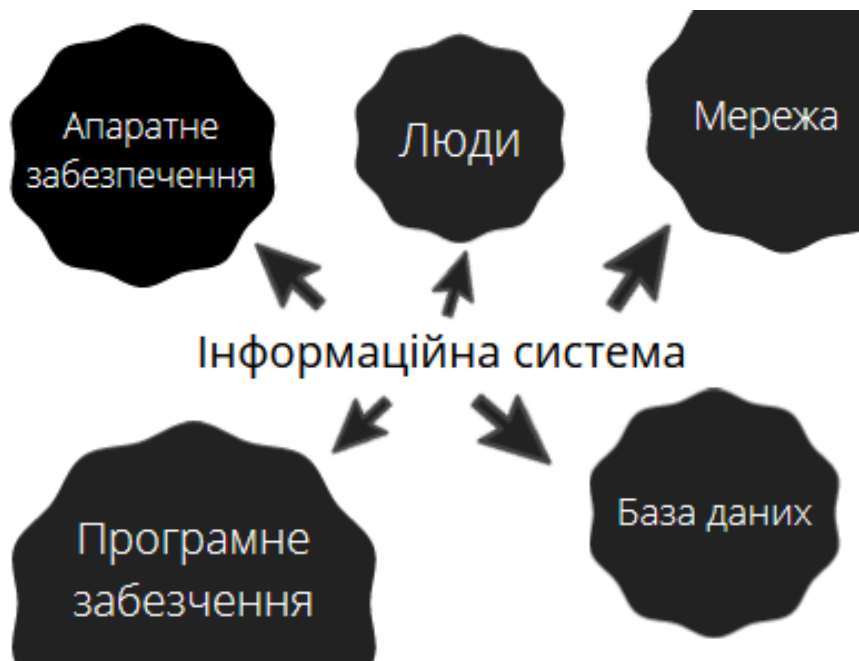 Апаратне
забезпечення
Люди
Мережа
Інформаційна система
Програмне
забезчення
База даних